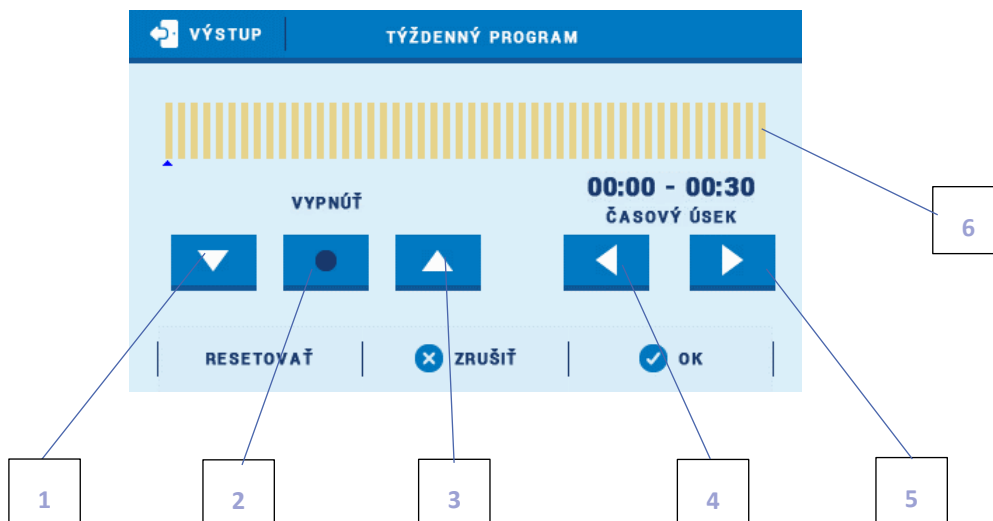 VÝSTUP TÝŽDENNÝ PROGRAM
VYPNÚŤ
00:00 - 00:30
ČASOVÝ ÚSEK
6
RESETOVAŤ ZRUŠIŤ OK
1 2 3 4 5